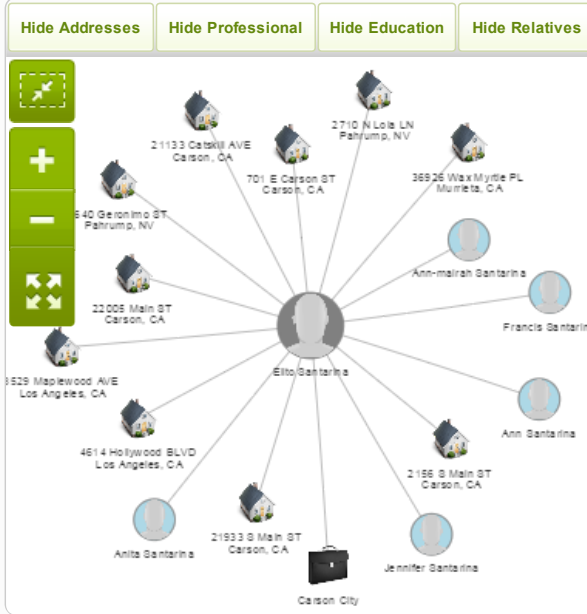 Hide Addresses
Hide Professional
Hide Education
Hide Relatives
2710 N Lola LN
Pahrump, NV
21133 Catskill AVE
Carson, CA
701 E Carson ST
Carson, CA
36926 Wax Myrtle PL
Murrieta, CA
640 Geronimo ST
Pahrump, NV
Ann-mairah Santarina
22005 Main ST
Carson, CA
Francis Santarin
Elito Santarina
3529 Maplewood AVE
Los Angeles, CA
Ann Santarina
4614 Hollywood BLVD
Los Angeles, CA
2156 S Main ST
Carson, CA
21933 S Main ST
Carson, CA
Anita Santarina
Jennifer Santarina
Carson City